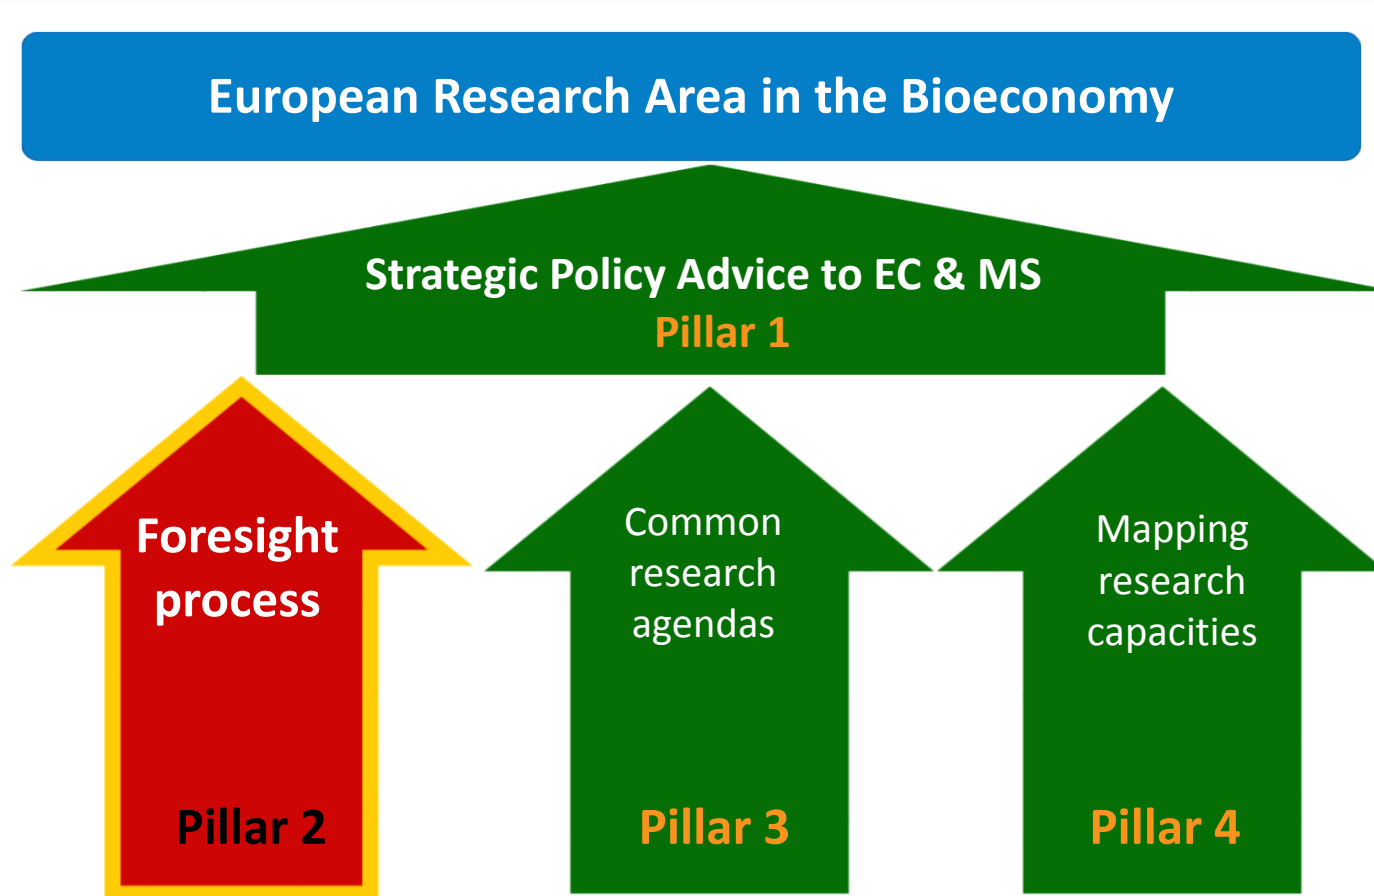 European Research Area in the Bioeconomy
Strategic Policy Advice to EC & MS
Pillar 1
Foresight
process
Pillar 2
Common
research
agendas
Pillar 3
Mapping
research
capacities
Pillar 4